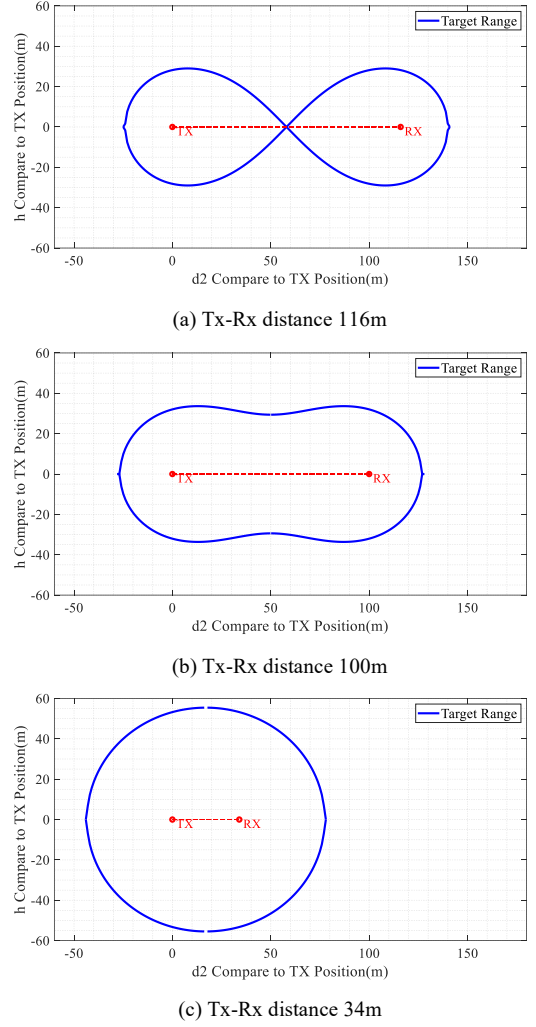 60
40
20
0
-20
-40
-60
h Compare to TX Position(m)
Target Range
TX
RX
-50
0
50
100
150
d2 Compare to TX Position(m)
(a) Tx-Rx distance 116m
60
40
20
0
-20
-40
-60
h Compare to TX Position(m)
Target Range
TX
RX
-50
0
50
100
150
d2 Compare to TX Position(m)
(b) Tx-Rx distance 100m
60
40
20
0
-20
-40
-60
h Compare to TX Position(m)
Target Range
TX
RX
-50
0
50
100
150
d2 Compare to TX Position(m)
(c) Tx-Rx distance 34m